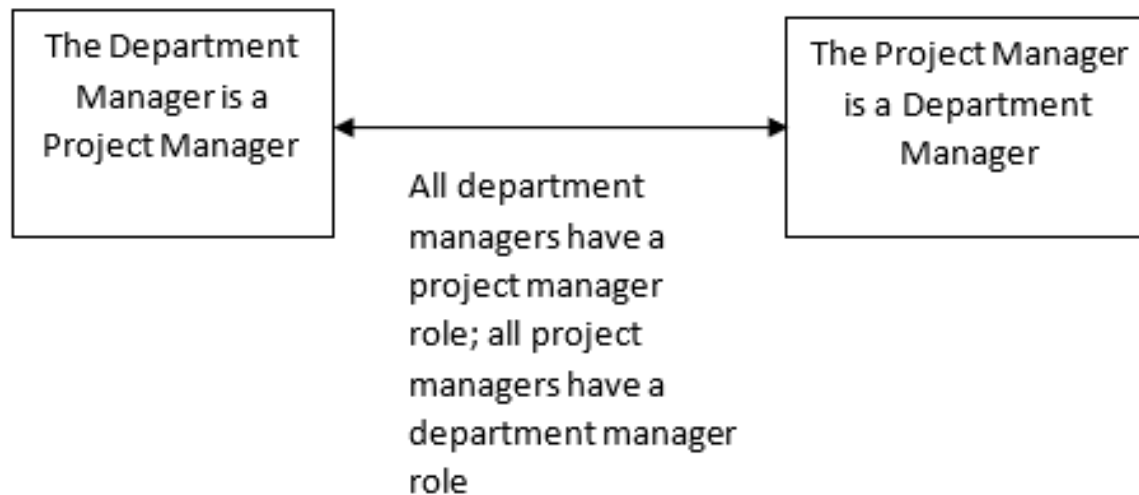 The Department
Manager is a
Project Manager
The Project Manager
is a Department
Manager
All department
managers have a
project manager
role; all project
managers have a
department manager
role